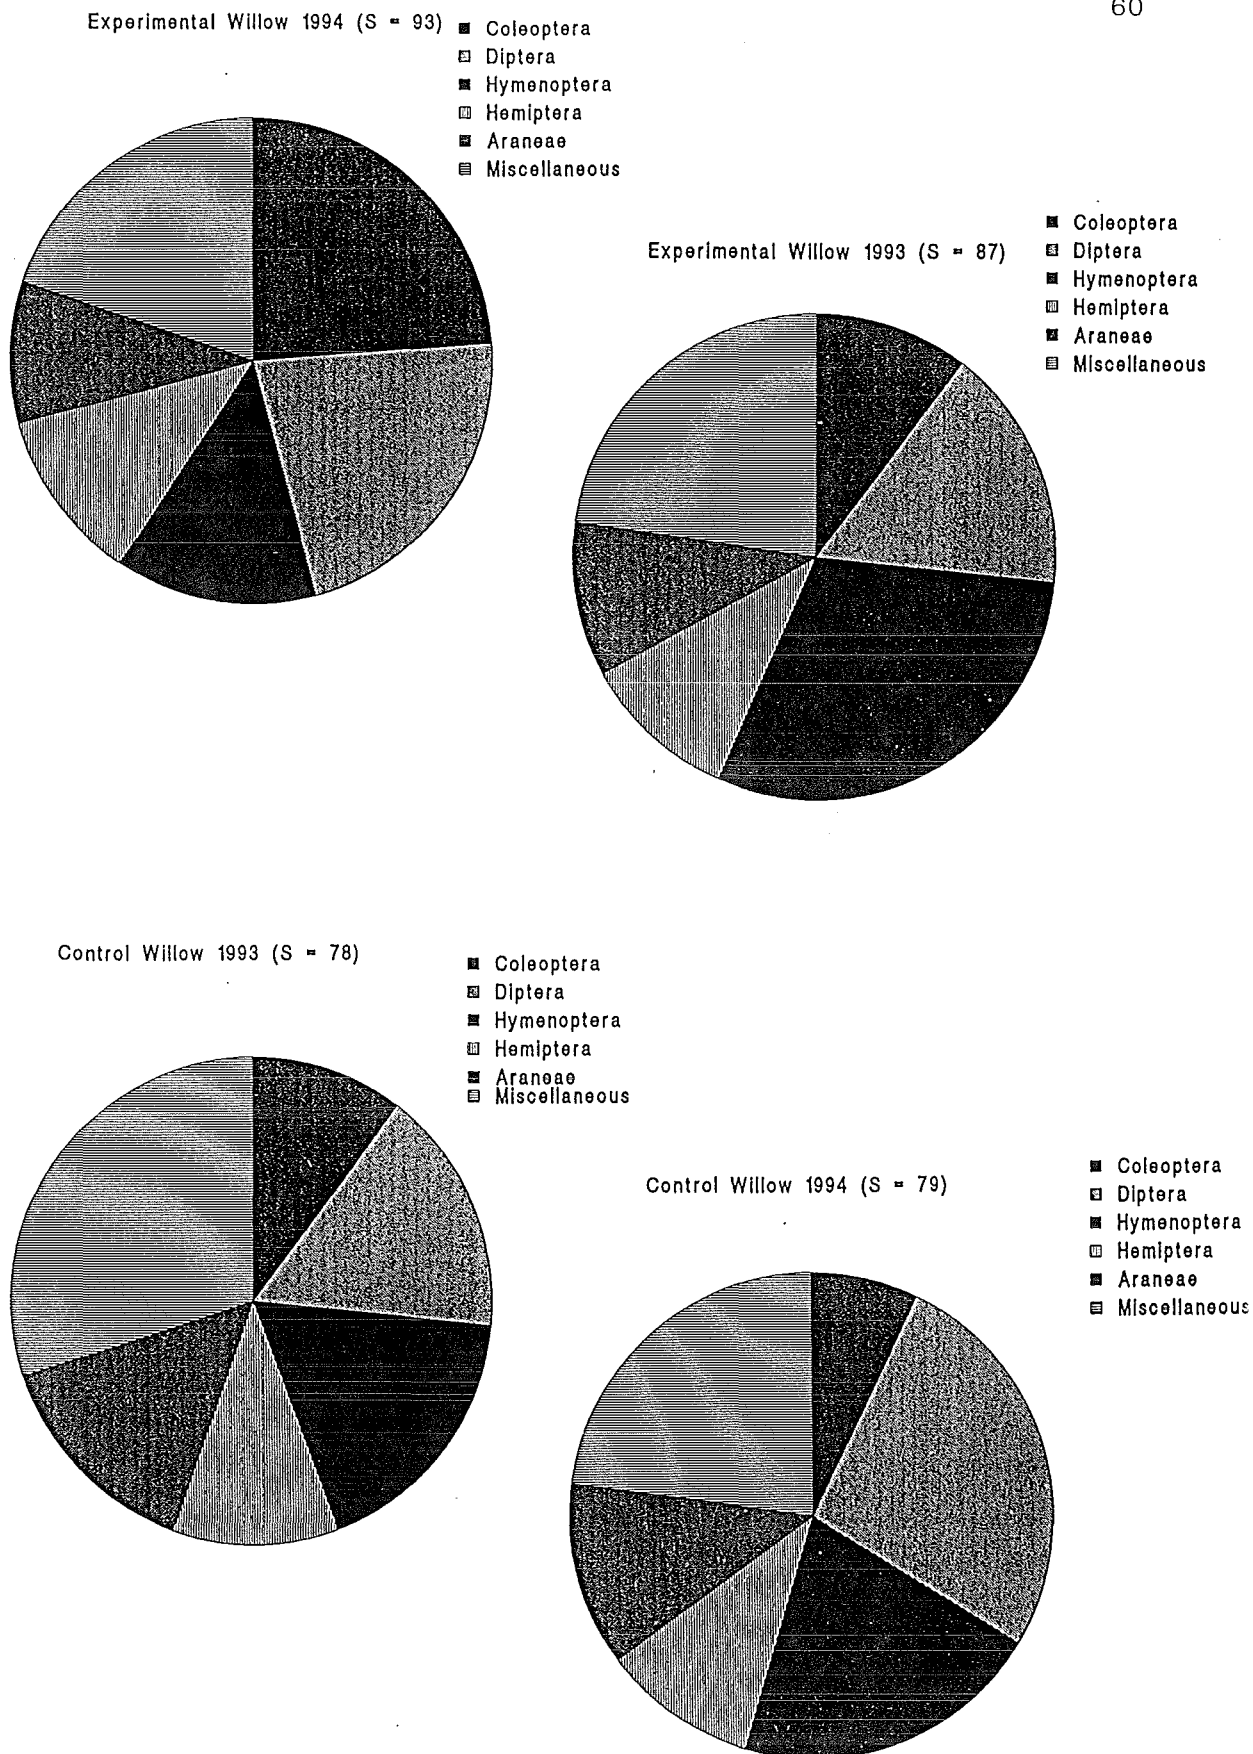 60
Experimental Willow 1994 (S = 93)
Coleoptera
Diptera
Hymenoptera
Hemiptera
Araneae
Miscellaneous
Experimental Willow 1993 (S = 87)
Coleoptera
Diptera
Hymenoptera
Hemiptera
Araneae
Miscellaneous
Control Willow 1993 (S = 78)
Coleoptera
Diptera
Hymenoptera
Hemiptera
Araneae
Miscellaneous
Control Willow 1994 (S = 79)
Coleoptera
Diptera
Hymenoptera
Hemiptera
Araneae
Miscellaneous